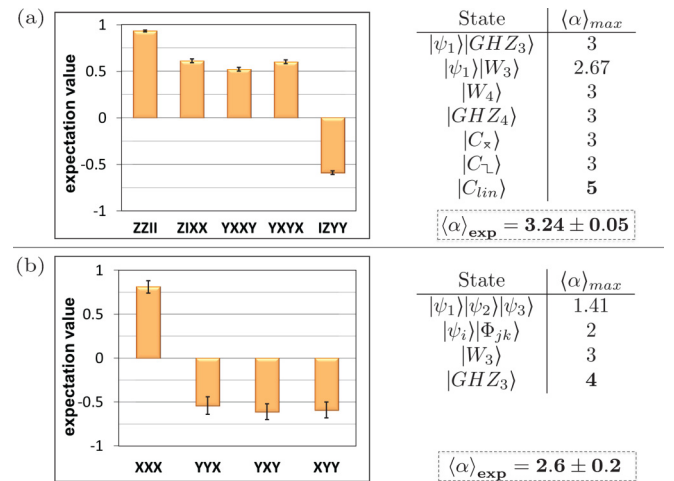 (a)
expectation value
1
0.5
0
-0.5
-1
ZZII ZIXX YXXY YXYX IZYY
State ⟨α⟩max
|ψ1⟩|GHZ3⟩ 3
|ψ1⟩|W3⟩ 2.67
|W4⟩ 3
|GHZ4⟩ 3
|C⟩ 3
|C⟩ 3
|Clin⟩ 5
⟨α⟩exp = 3.24 ± 0.05
(b)
expectation value
1
0.5
0
-0.5
-1
XXX YYX YXY XYY
State ⟨α⟩max
|ψ1⟩|ψ2⟩|ψ3⟩ 1.41
|ψi⟩|Φjk⟩ 2
|W3⟩ 3
|GHZ3⟩ 4
⟨α⟩exp = 2.6 ± 0.2